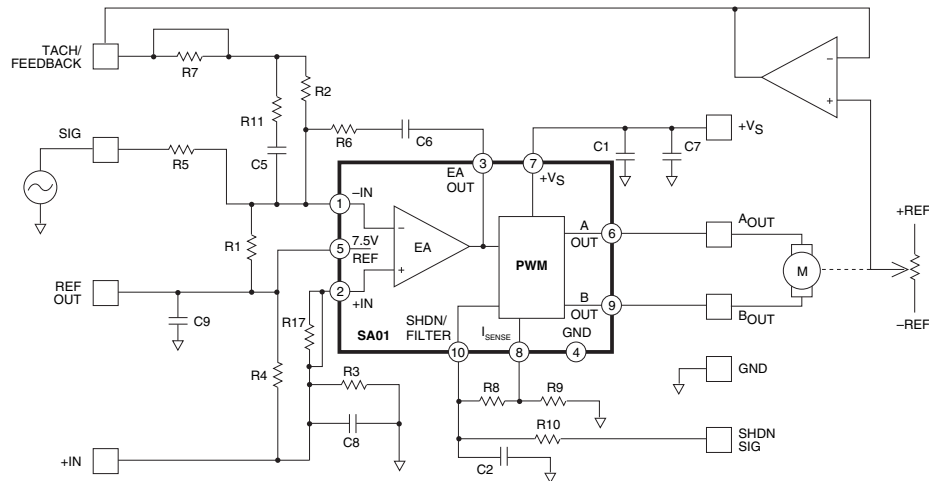 TACH/
FEEDBACK
R7
R2
R11
C5
R6
C6
SIG
R5
3
EA
OUT
7
+VS
C1
C7
+VS
1
–IN
5
7.5V
REF
2
+IN
EA
–
+
–
+
PWM
A
OUT
6
B
OUT
9
AOUT
M
BOUT
+REF
–REF
R1
REF
OUT
C9
R17
R4
SA01
SHDN/
FILTER
10
ISENSE
8
GND
4
GND
R3
C8
R8
R9
R10
SHDN
SIG
C2
+IN